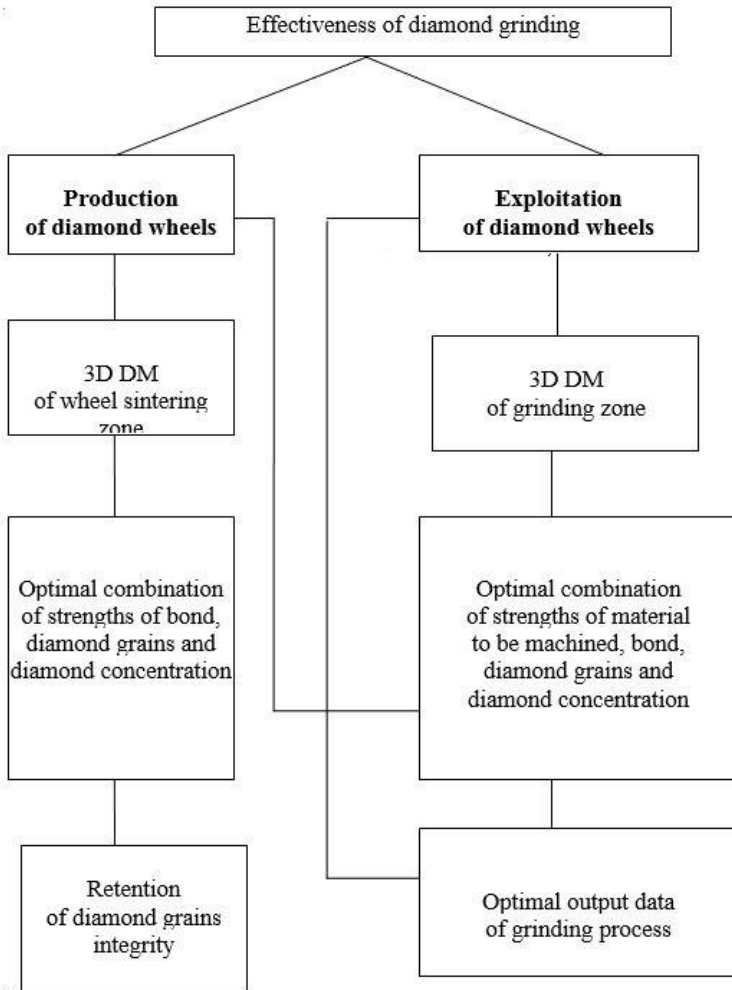 Effectiveness of diamond grinding
Production
of diamond wheels
Exploitation
of diamond wheels
3D DM
of wheel sintering
zone
3D DM
of grinding zone
Optimal combination
of strengths of bond,
diamond grains and
diamond concentration
Optimal combination
of strengths of material
to be machined, bond,
diamond grains and
diamond concentration
Retention
of diamond grains
integrity
Optimal output data
of grinding process